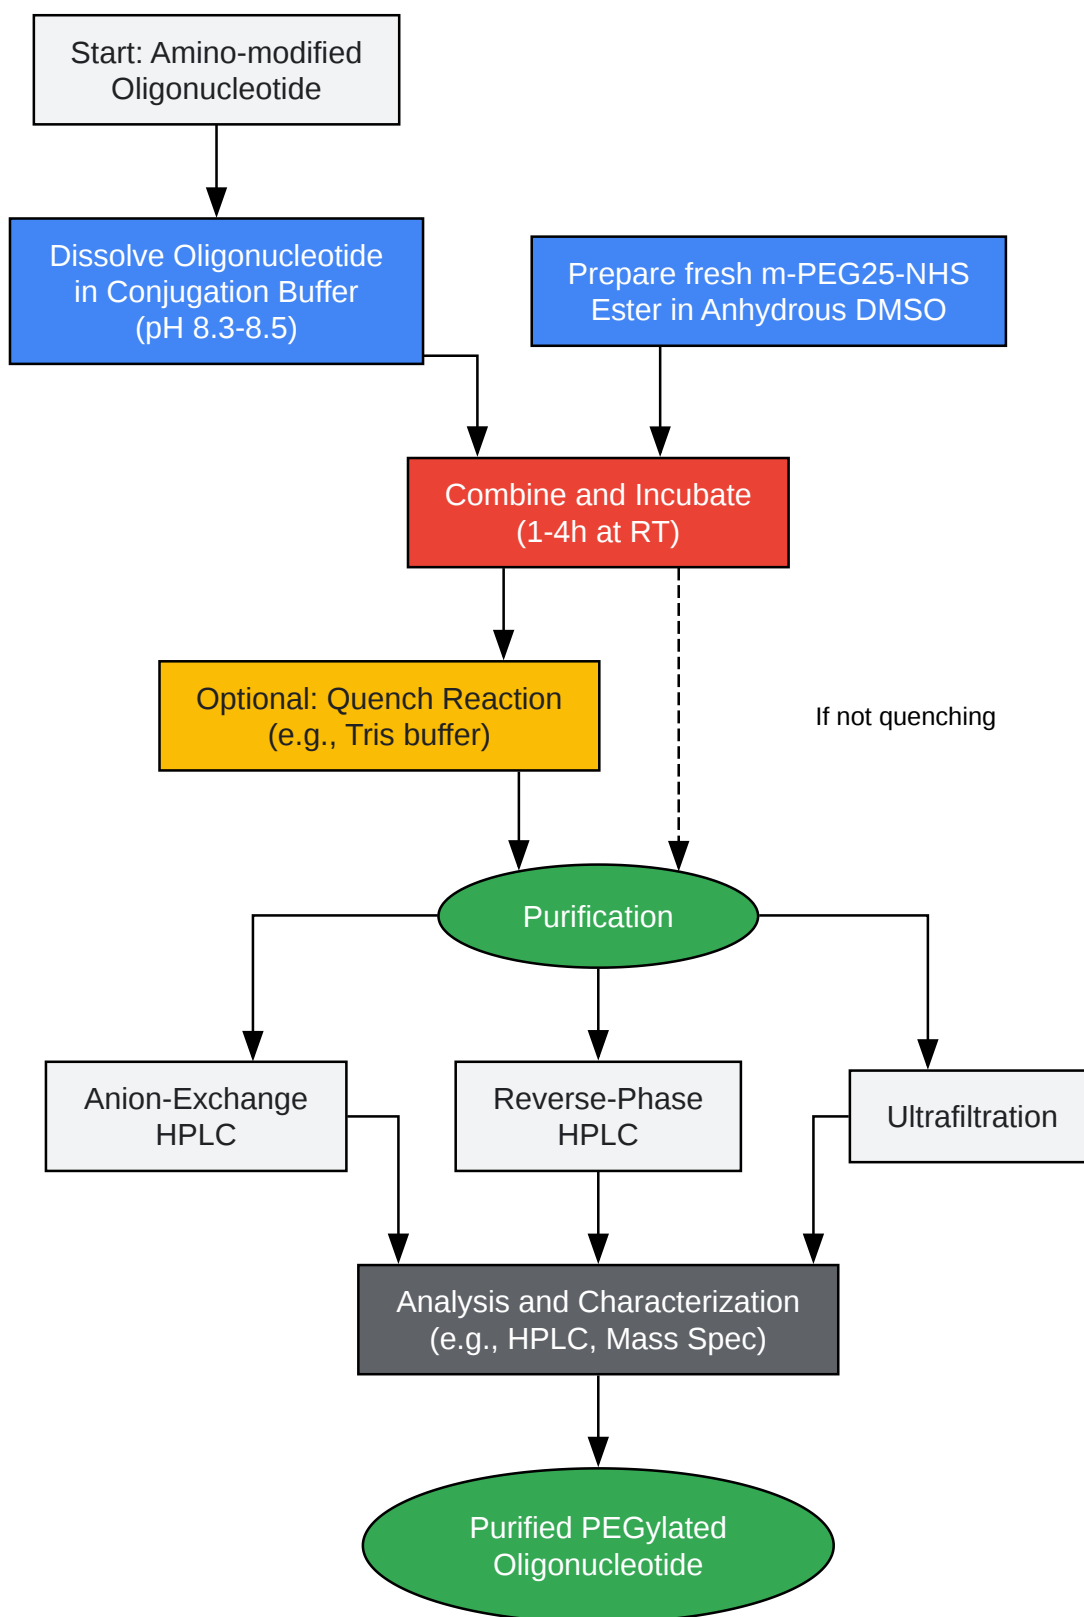 Start: Amino-modified
Oligonucleotide
Dissolve Oligonucleotide
in Conjugation Buffer
(pH 8.3-8.5)
Prepare fresh m-PEG25-NHS
Ester in Anhydrous DMSO
Combine and Incubate
(1-4h at RT)
Optional: Quench Reaction
(e.g., Tris buffer)
If not quenching
Purification
Anion-Exchange
HPLC
Reverse-Phase
HPLC
Ultrafiltration
Analysis and Characterization
(e.g., HPLC, Mass Spec)
Purified PEGylated
Oligonucleotide